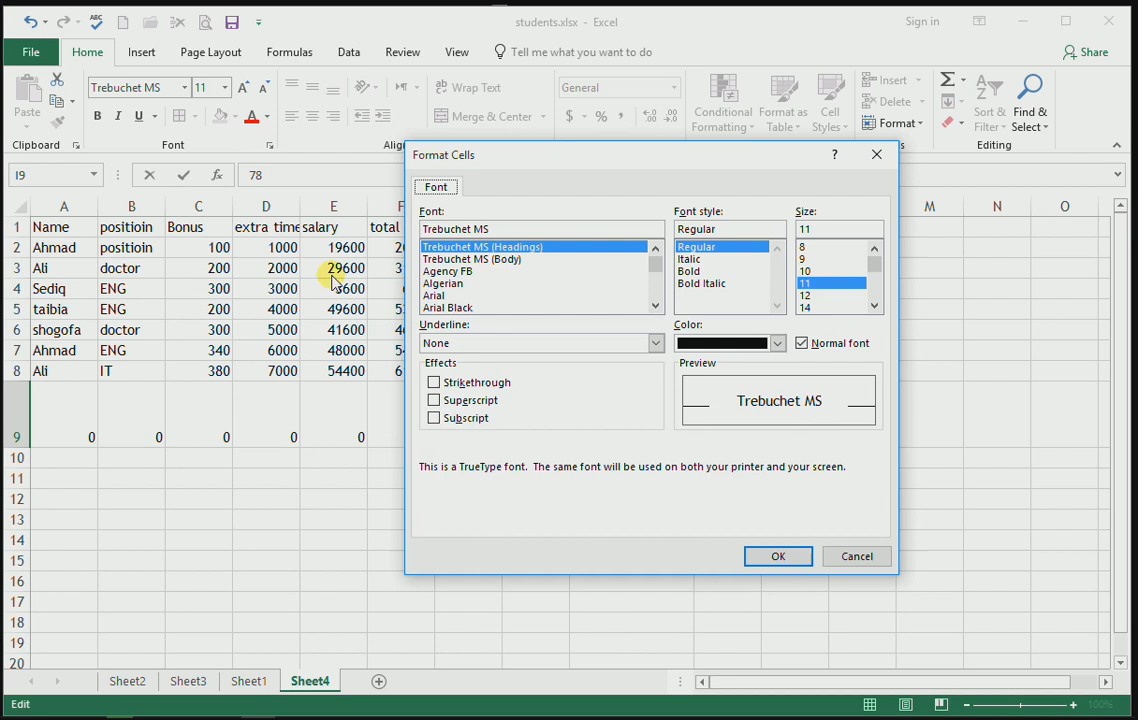 ABC
students.xlsx - Excel
Sign in
File Home Insert Page Layout Formulas Data Review View Tell me what you want to do Share
Paste
Trebuchet MS 11
B I U A
Wrap Text
Merge & Center
General
$ % ,
Conditional Formatting
Format as Table
Cell Styles
Insert
Delete
Format
Sort & Filter
Find & Select
Clipboard Font Editing
I9 fx 78
A B C D E F M N O
1 Name positioin Bonus extra time salary total
2 Ahmad positioin 100 1000 19600
3 Ali doctor 200 2000 29600
4 Sediq ENG 300 3000
5 taibia ENG 200 4000 49600
6 shogofa doctor 300 5000 41600
7 Ahmad ENG 340 6000 48000
8 Ali IT 380 7000 54400
9 0 0 0 0 0
10
11
12
13
14
15
16
17
18
19
20
Format Cells ?
Font
Font: Font style: Size:
Trebuchet MS Regular 11
Trebuchet MS (Headings) Regular 8
Trebuchet MS (Body) Italic 9
Agency FB Bold 10
Algerian Bold Italic 11
Arial 12
Arial Black 14
Underline: Color:
None Normal font
Effects Preview
Strikethrough
Superscript Trebuchet MS
Subscript
This is a TrueType font. The same font will be used on both your printer and your screen.
OK Cancel
Sheet2 Sheet3 Sheet1 Sheet4
Edit 100%